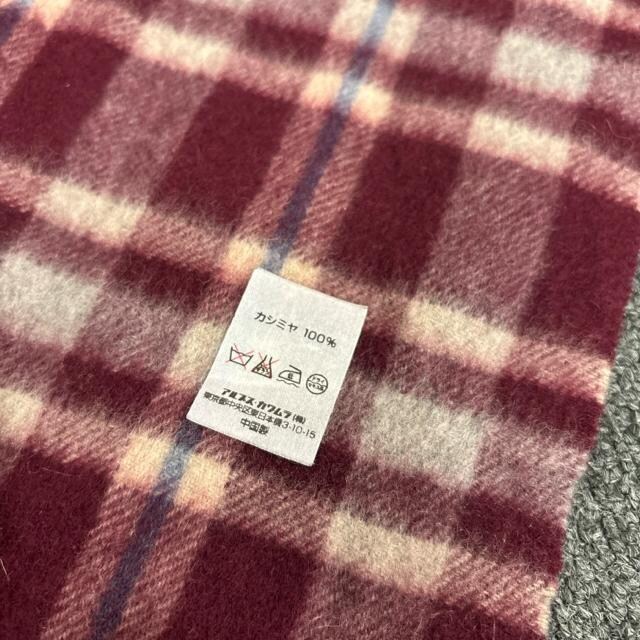 カシミヤ 100%
アルプス・カワムラ(株)
東京都中央区東日本橋3-10-15
中国製